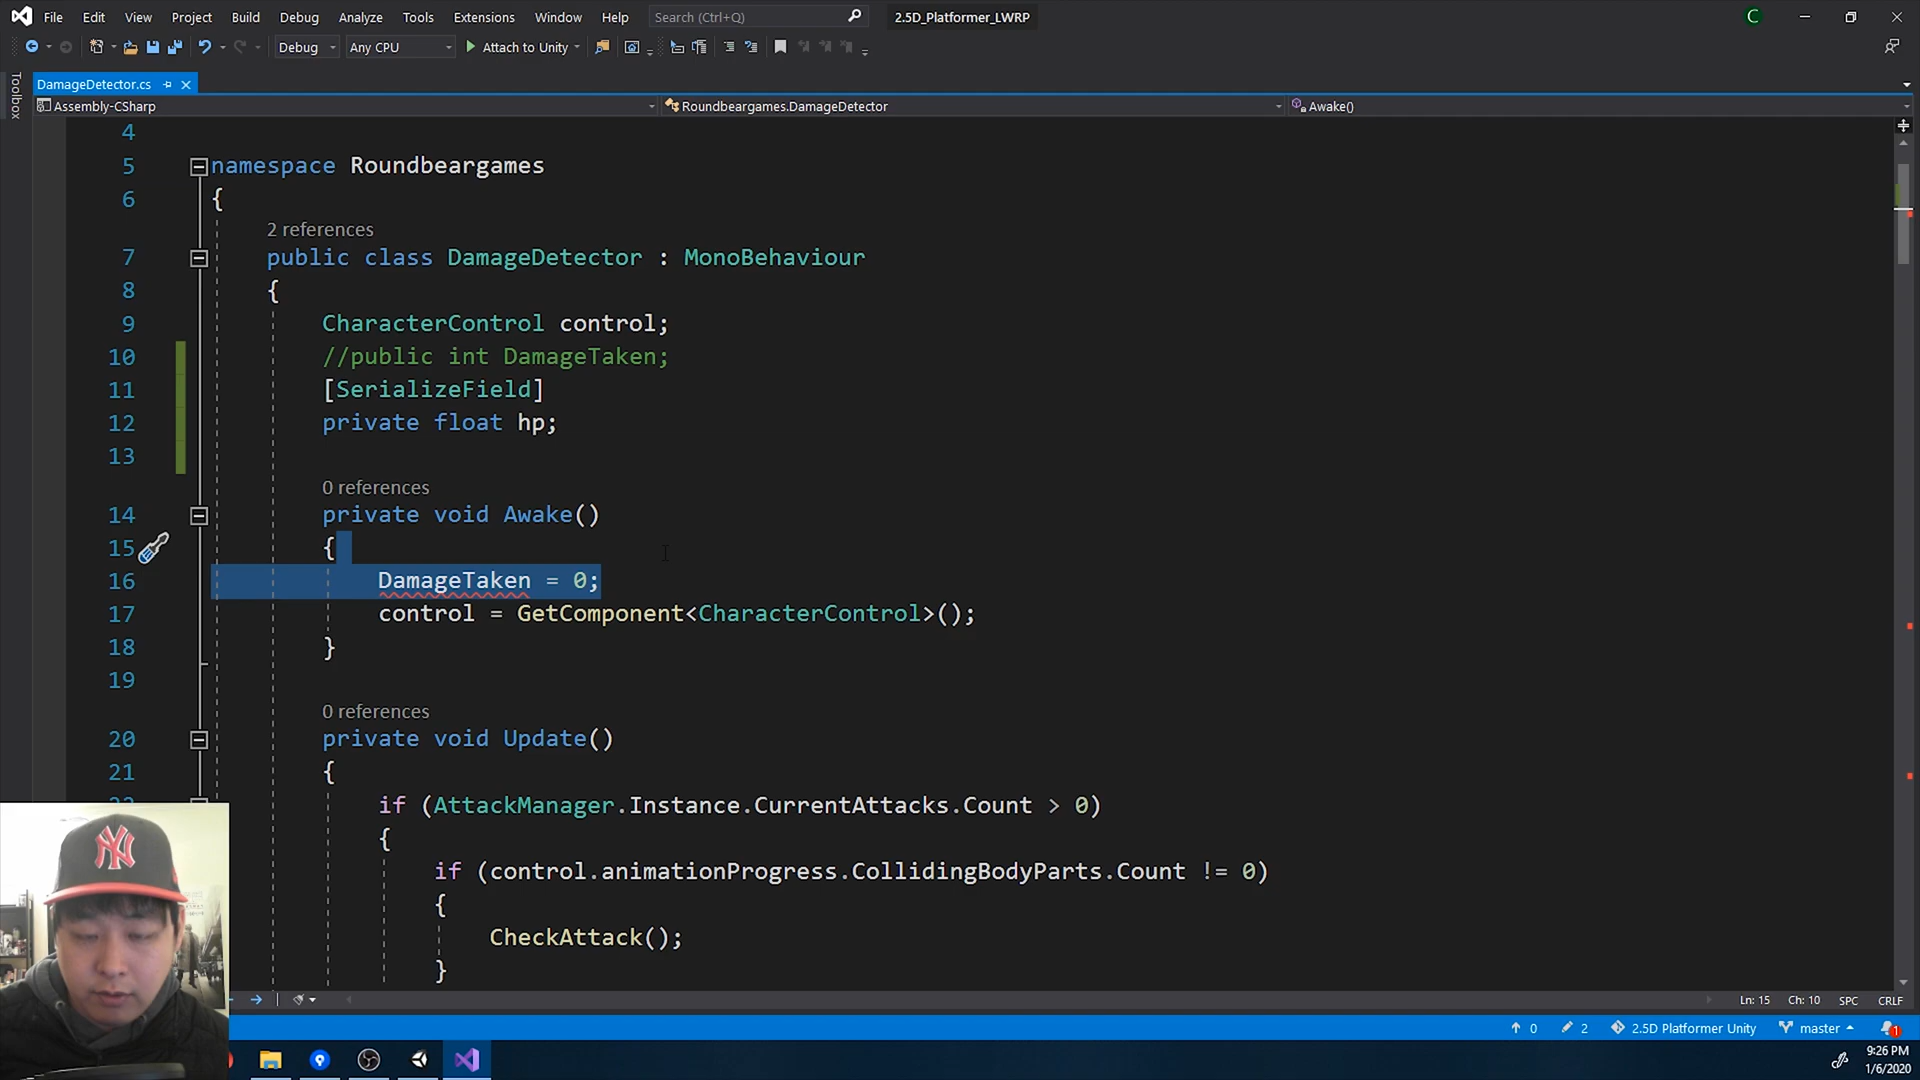 File Edit View Project Build Debug Analyze Tools Extensions Window Help Search (Ctrl+Q) 2.5D_Platformer_LWRP C
Debug Any CPU Attach to Unity
Toolbox
DamageDetector.cs
Assembly-CSharp Roundbeargames.DamageDetector Awake()
4
5 namespace Roundbeargames
6 {
2 references
7 public class DamageDetector : MonoBehaviour
8 {
9 CharacterControl control;
10 //public int DamageTaken;
11 [SerializeField]
12 private float hp;
13
0 references
14 private void Awake()
15 {
16 DamageTaken = 0;
17 control = GetComponent<CharacterControl>();
18 }
19
0 references
20 private void Update()
21 {
if (AttackManager.Instance.CurrentAttacks.Count > 0)
{
if (control.animationProgress.CollidingBodyParts.Count != 0)
{
CheckAttack();
}
Ln: 15 Ch: 10 SPC CRLF
0 2 2.5D Platformer Unity master 1
9:26 PM
1/6/2020
NY